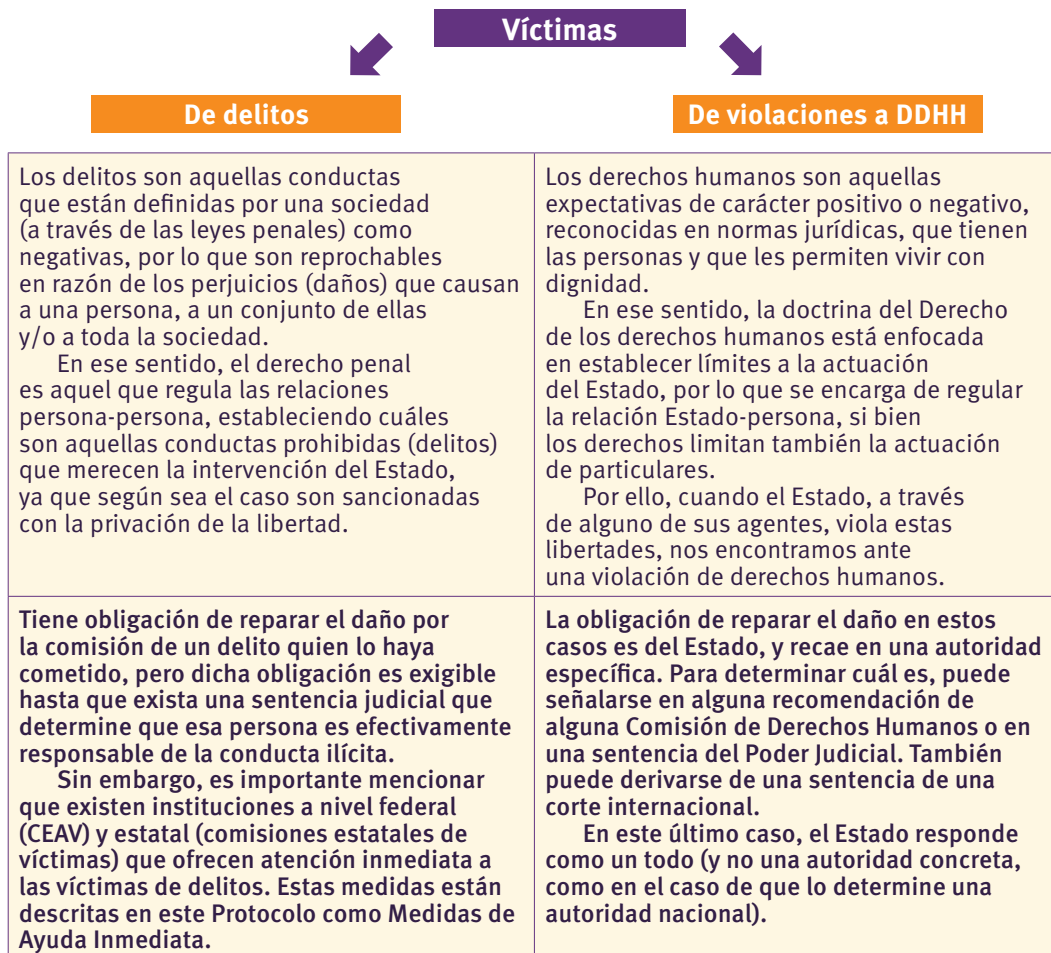 Víctimas
De delitos
De violaciones a DDHH
Los delitos son aquellas conductas
que están definidas por una sociedad
(a través de las leyes penales) como
negativas, por lo que son reprochables
en razón de los perjuicios (daños) que causan
a una persona, a un conjunto de ellas
y/o a toda la sociedad.
En ese sentido, el derecho penal
es aquel que regula las relaciones
persona-persona, estableciendo cuáles
son aquellas conductas prohibidas (delitos)
que merecen la intervención del Estado,
ya que según sea el caso son sancionadas
con la privación de la libertad.
Los derechos humanos son aquellas
expectativas de carácter positivo o negativo,
reconocidas en normas jurídicas, que tienen
las personas y que les permiten vivir con
dignidad.
En ese sentido, la doctrina del Derecho
de los derechos humanos está enfocada
en establecer límites a la actuación
del Estado, por lo que se encarga de regular
la relación Estado-persona, si bien
los derechos limitan también la actuación
de particulares.
Por ello, cuando el Estado, a través
de alguno de sus agentes, viola estas
libertades, nos encontramos ante
una violación de derechos humanos.
Tiene obligación de reparar el daño por
la comisión de un delito quien lo haya
cometido, pero dicha obligación es exigible
hasta que exista una sentencia judicial que
determine que esa persona es efectivamente
responsable de la conducta ilícita.
Sin embargo, es importante mencionar
que existen instituciones a nivel federal
(CEAV) y estatal (comisiones estatales de
víctimas) que ofrecen atención inmediata a
las víctimas de delitos. Estas medidas están
descritas en este Protocolo como Medidas de
Ayuda Inmediata.
La obligación de reparar el daño en estos
casos es del Estado, y recae en una autoridad
específica. Para determinar cuál es, puede
señalarse en alguna recomendación de
alguna Comisión de Derechos Humanos o en
una sentencia del Poder Judicial. También
puede derivarse de una sentencia de una
corte internacional.
En este último caso, el Estado responde
como un todo (y no una autoridad concreta,
como en el caso de que lo determine una
autoridad nacional).